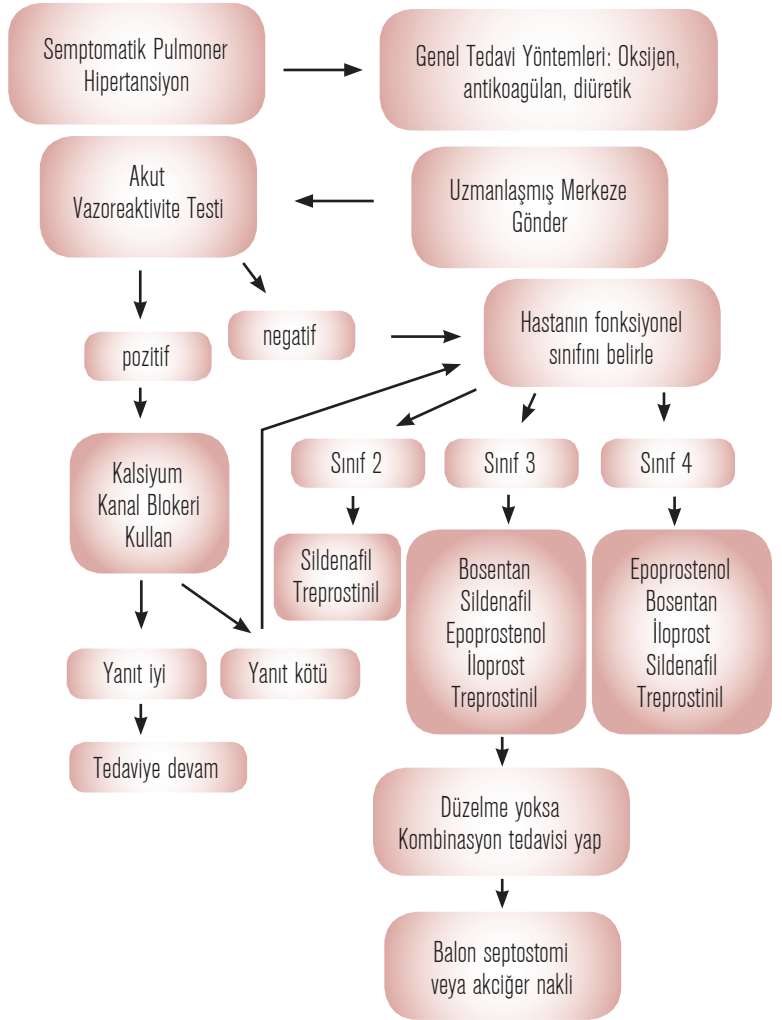 Semptomatik Pulmoner
Hipertansiyon
Genel Tedavi Yöntemleri: Oksijen,
antikoagülan, diüretik
Akut
Vazoreaktivite Testi
Uzmanlaşmış Merkeze
Gönder
pozitif
negatif
Hastanın fonksiyonel
sınıfını belirle
Kalsiyum
Kanal Blokeri
Kullan
Sınıf 2
Sınıf 3
Sınıf 4
Sildenafil
Treprostinil
Bosentan
Sildenafil
Epoprostenol
İloprost
Treprostinil
Epoprostenol
Bosentan
İloprost
Sildenafil
Treprostinil
Yanıt iyi
Yanıt kötü
Tedaviye devam
Düzelme yoksa
Kombinasyon tedavisi yap
Balon septostomi
veya akciğer nakli